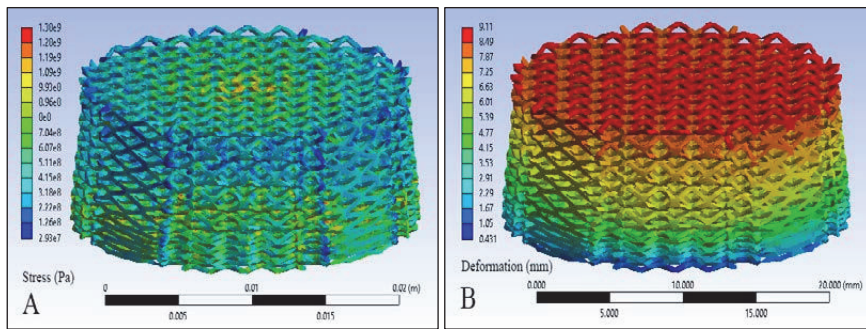 1.30e9
1.20e9
1.19e9
1.09e9
9.93e8
0.96e8
0e0
7.04e8
6.07e8
5.11e8
4.15e8
3.18e8
2.22e8
1.26e8
2.93e7
Stress (Pa)
A
0 0.01 0.02 (m)
0.005 0.015
9.11
8.49
7.87
7.25
6.63
6.01
5.39
4.77
4.15
3.53
2.91
2.29
1.67
1.05
0.431
Deformation (mm)
B
0.000 10.000 20.000 (mm)
5.000 15.000